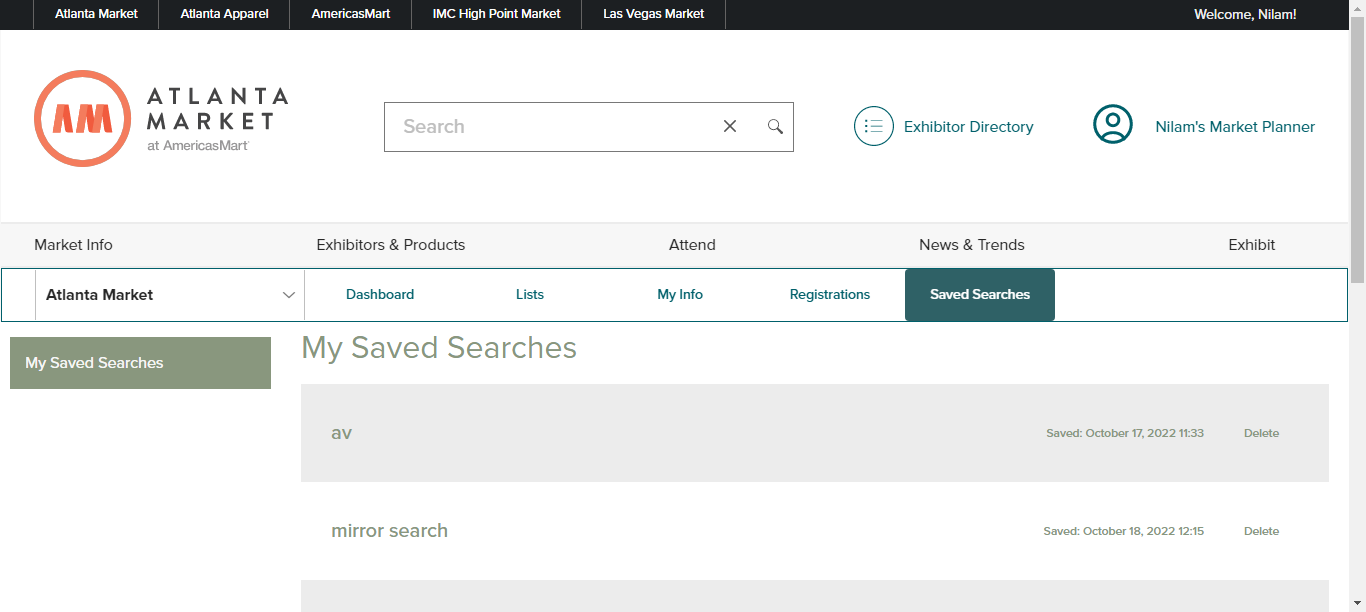 Atlanta Market Atlanta Apparel AmericasMart IMC High Point Market Las Vegas Market Welcome, Nilam!
AM
ATLANTA
MARKET
at AmericasMart
Search
Exhibitor Directory
Nilam's Market Planner
Market Info Exhibitors & Products Attend News & Trends Exhibit
Atlanta Market Dashboard Lists My Info Registrations Saved Searches
My Saved Searches
My Saved Searches
av Saved: October 17, 2022 11:33 Delete
mirror search Saved: October 18, 2022 12:15 Delete